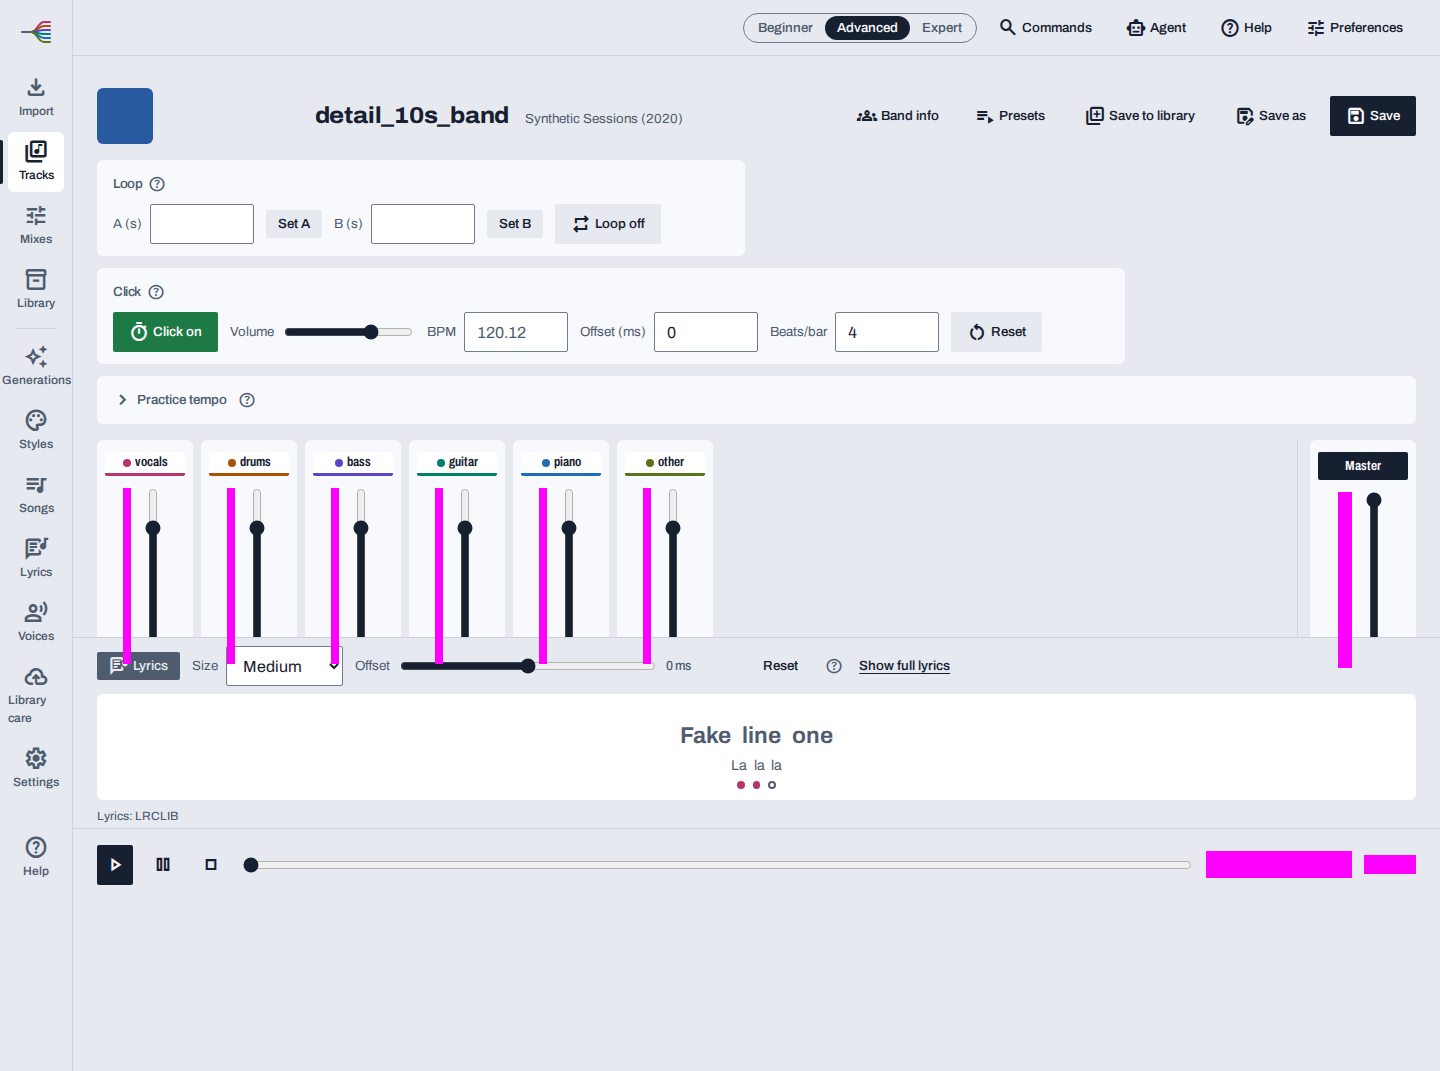 Beginner Advanced Expert Commands Agent Help Preferences
Import
Tracks
Mixes
Library
Generations
Styles
Songs
Lyrics
Voices
Library care
Settings
Help
detail_10s_band Synthetic Sessions (2020) Band info Presets Save to library Save as Save
Loop
A (s) Set A B (s) Set B Loop off
Click
Click on Volume BPM 120.12 Offset (ms) 0 Beats/bar 4 Reset
Practice tempo
vocals drums bass guitar piano other Master
Lyrics Size Medium Offset 0 ms Reset Show full lyrics
Fake line one
La la la
Lyrics: LRCLIB